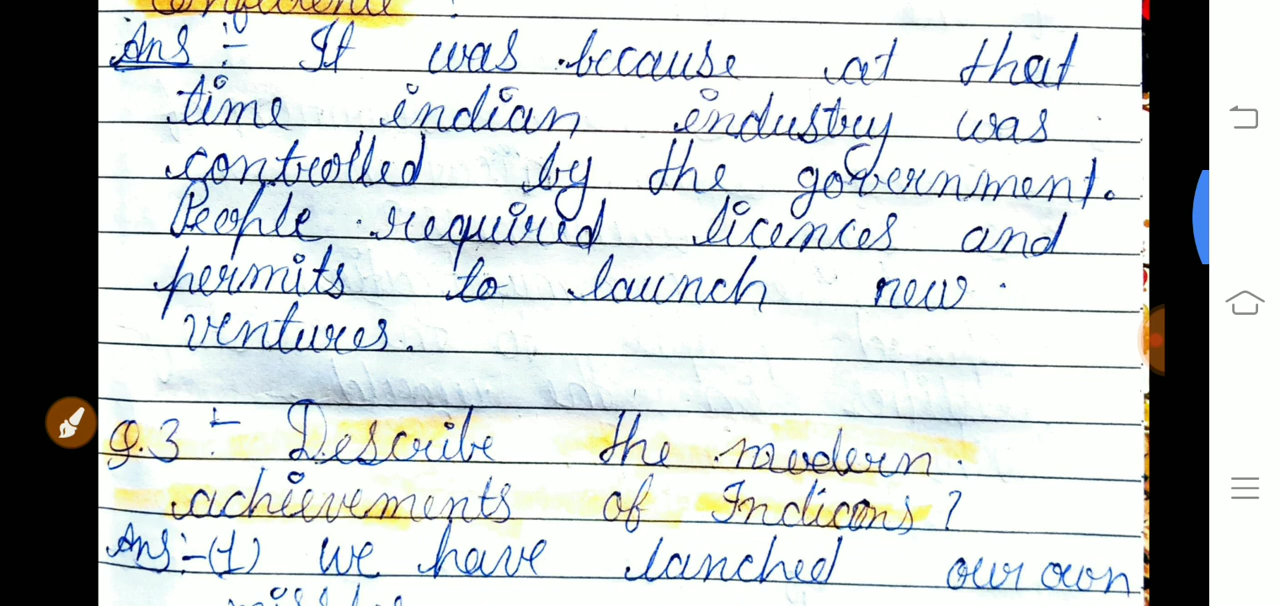 Ans :- It was because at that
time indian industry was
controlled by the government.
People required licences and
permits to launch new
ventures.
Q.3 :- Describe the modern
achievements of Indians?
Ans :- (1) we have lanched our own